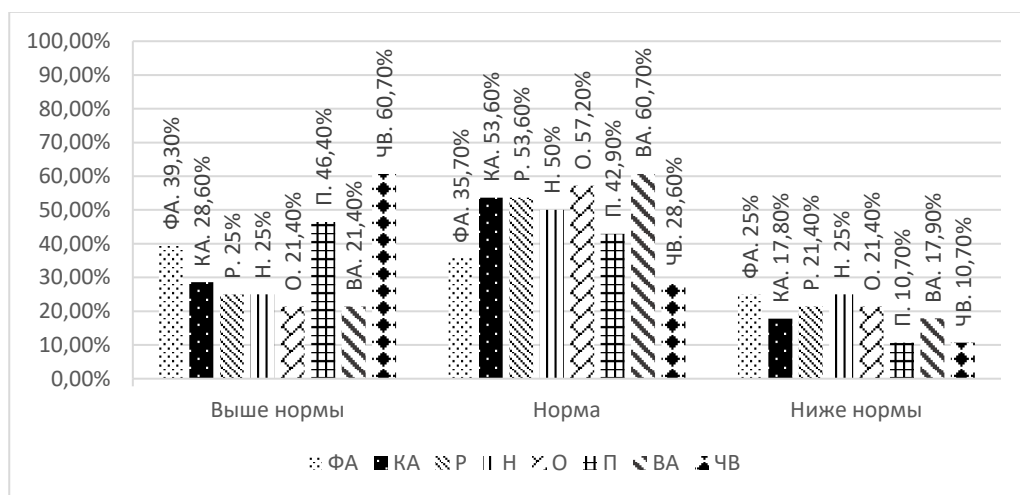 100,00%
90,00%
80,00%
70,00%
60,00%
50,00%
40,00%
30,00%
20,00%
10,00%
0,00%
ФА. 39,30%
КА. 28,60%
Р. 25%
Н. 25%
О. 21,40%
П. 46,40%
ВА. 21,40%
ЧВ. 60,70%
ФА. 35,70%
КА. 53,60%
Р. 53,60%
Н. 50%
О. 57,20%
П. 42,90%
ВА. 60,70%
ЧВ. 28,60%
ФА. 25%
КА. 17,80%
Р. 21,40%
Н. 25%
О. 21,40%
П. 10,70%
ВА. 17,90%
ЧВ. 10,70%
Выше нормы
Норма
Ниже нормы
ФА КА Р Н О П ВА ЧВ